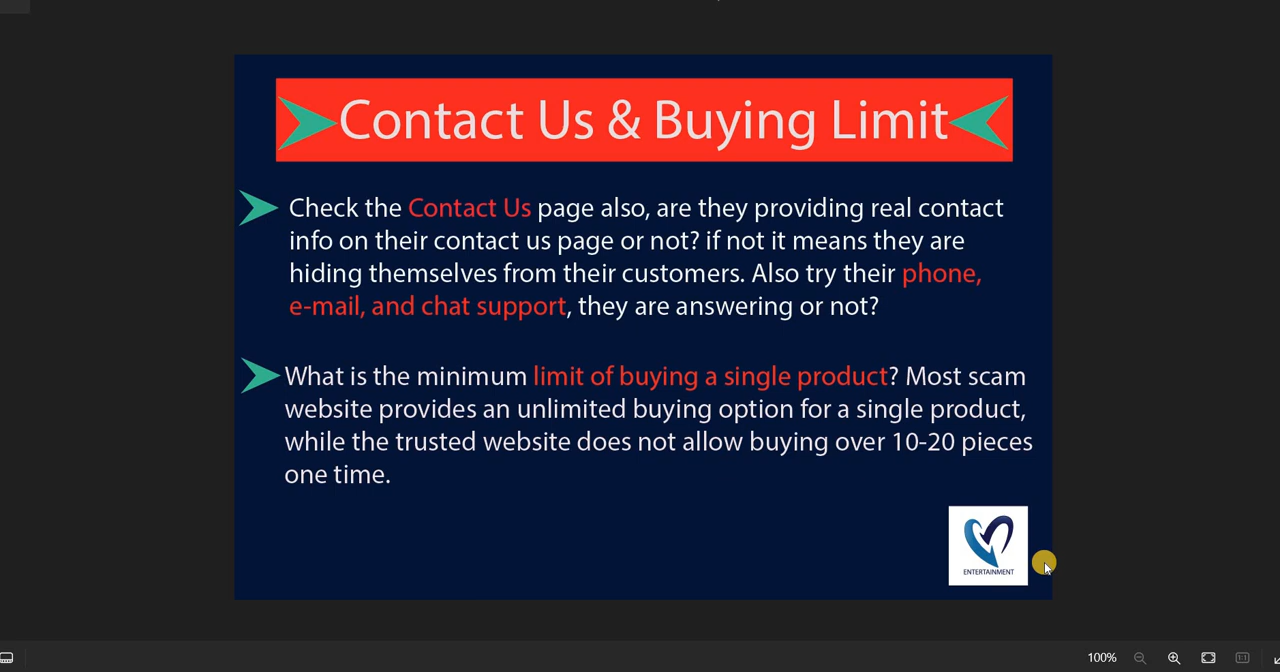 Contact Us & Buying Limit
Check the Contact Us page also, are they providing real contact
info on their contact us page or not? if not it means they are
hiding themselves from their customers. Also try their phone,
e-mail, and chat support, they are answering or not?
What is the minimum limit of buying a single product? Most scam
website provides an unlimited buying option for a single product,
while the trusted website does not allow buying over 10-20 pieces
one time.
ENTERTAINMENT
100%
1:1